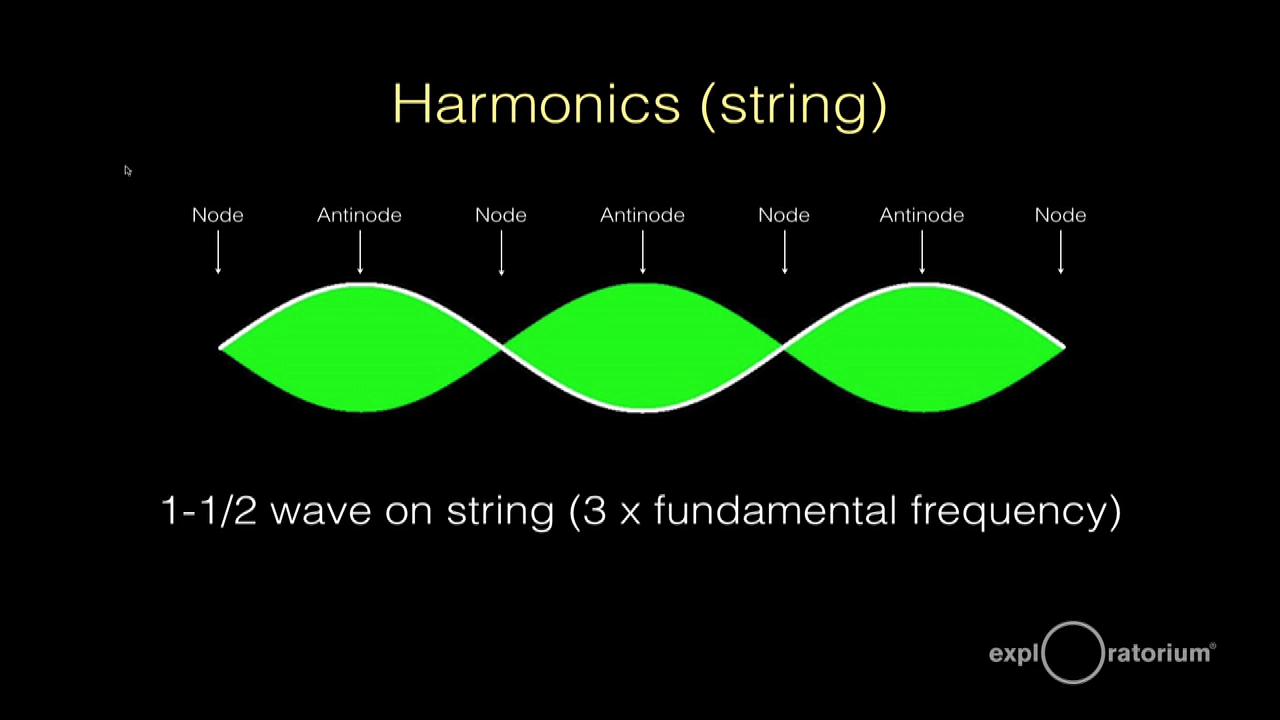 Harmonics (string)
Node Antinode Node Antinode Node Antinode Node
1-1/2 wave on string (3 x fundamental frequency)
expl ratorium®